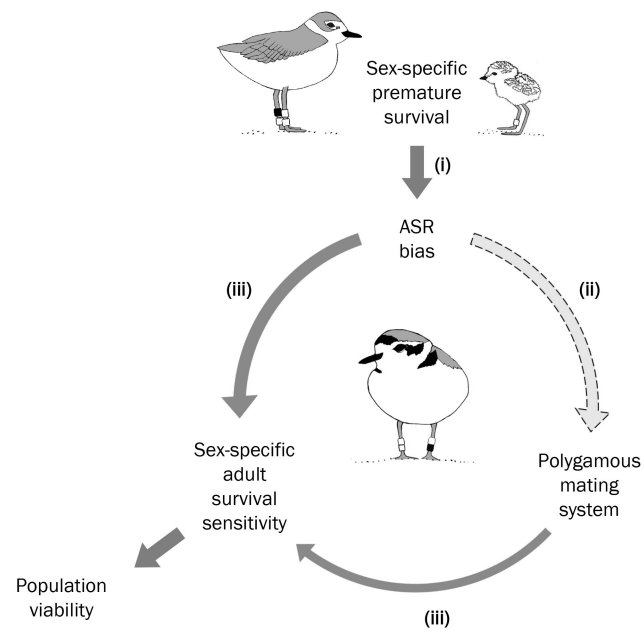 Sex-specific
premature
survival
(i)
ASR
bias
(iii)
(ii)
Sex-specific
adult
survival
sensitivity
Polygamous
mating
system
Population
viability
(iii)